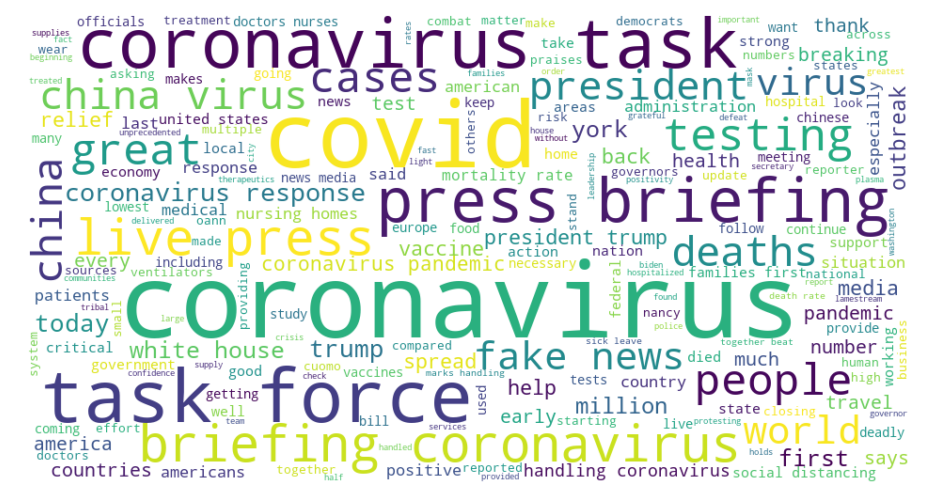 officials treatment doctors nurses combat matter democrats important want thank across
supplies coronavirus task make strong breaking
fact wear rates take states
beginning asking going cases praises numbers president virus
treated makes families order american mask greatest
china virus news test keep areas administration hospital look
relief last united states covid others risk york grateful defeat chinese especially outbreak
many unprecedented multiple house without testing
great local city fast back health meeting secretary
economy response news media said light home governors reporter
therapeutics mortality rate leadership positivity update plasma
china coronavirus response press briefing
lowest medical nursing homes stand follow continue washington
delivered oann europe food president trump nation support
live press made vaccine action deaths
every including coronavirus pandemic necessary biden families first situation
sources ventilators hospitalized national
communities providing federal report
patients tribal coronavirus found death rate lamestream media
today small large study nancy police pandemic
critical crisis sick leave together beat provide
system white house trump compared fake news died much number working business
government cuomo spread human
confidence supply good check vaccines marks handling tests country people high
task force getting used help travel
well team bill early million state closing governor
coming effort services starting live protesting deadly
america briefing coronavirus world
doctors handled holds first says
countries americans together positive reported handling coronavirus social distancing
half provided